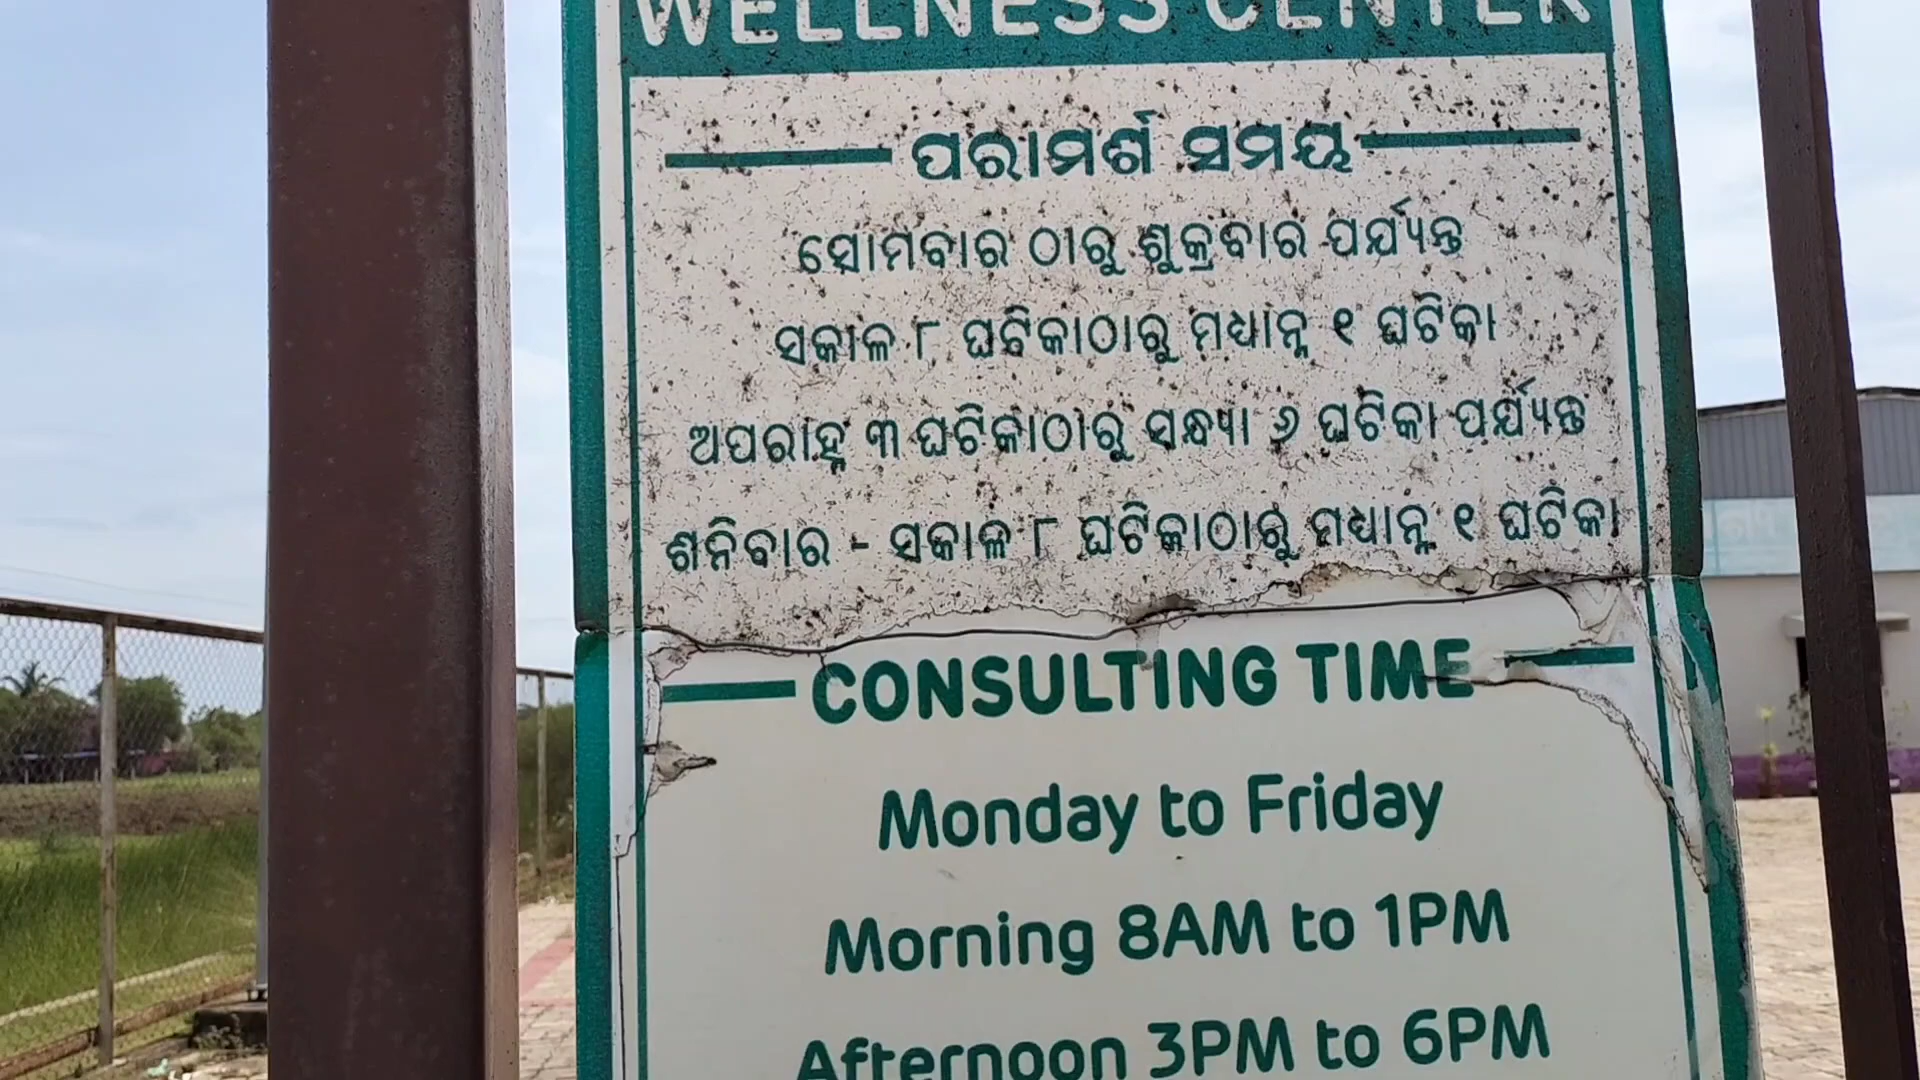 WELLNESS CENTER
ପରାମର୍ଶ ସମୟ
ସୋମବାର ଠାରୁ ଶୁକ୍ରବାର ପର୍ଯ୍ୟନ୍ତ
ସକାଳ ୮ ଘଟିକାଠାରୁ ମଧ୍ୟାହ୍ନ ୧ ଘଟିକା
ଅପରାହ୍ନ ୩ ଘଟିକାଠାରୁ ସନ୍ଧ୍ୟା ୬ ଘଟିକା ପର୍ଯ୍ୟନ୍ତ
ଶନିବାର - ସକାଳ ୮ ଘଟିକାଠାରୁ ମଧ୍ୟାହ୍ନ ୧ ଘଟିକା
CONSULTING TIME
Monday to Friday
Morning 8AM to 1PM
Afternoon 3PM to 6PM